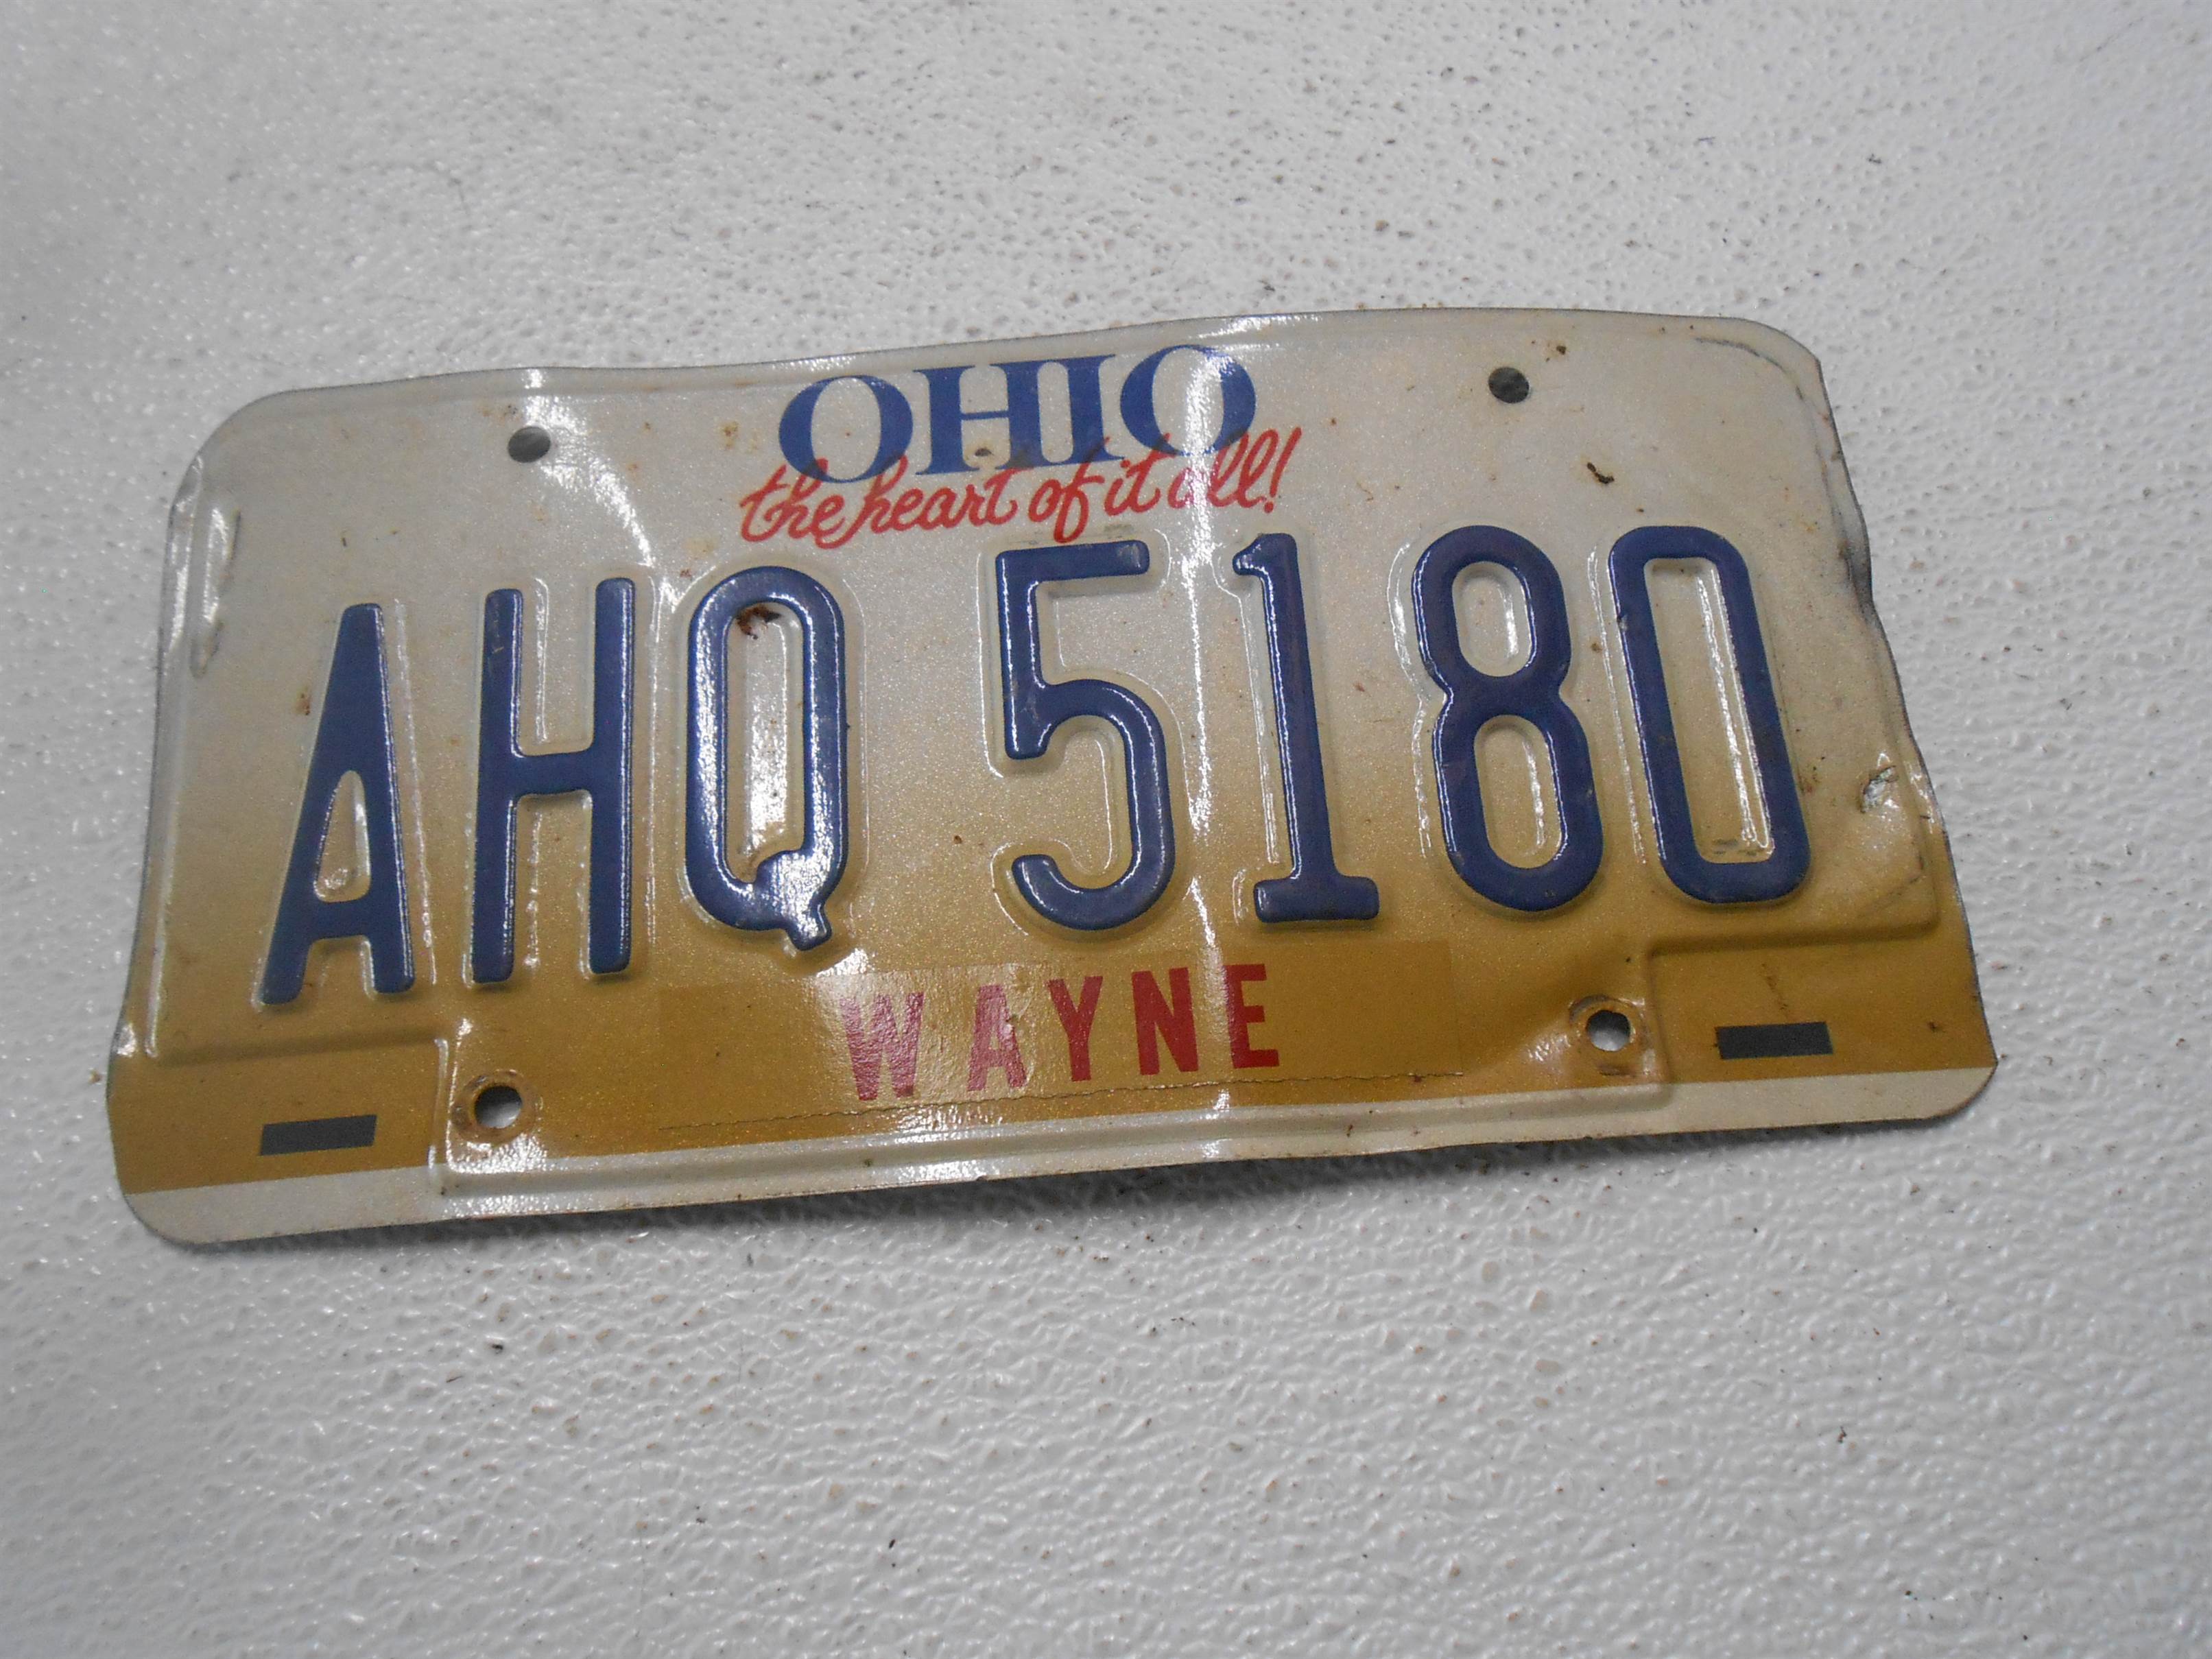 OHIO
the heart of it all!
AHQ 5180
WAYNE